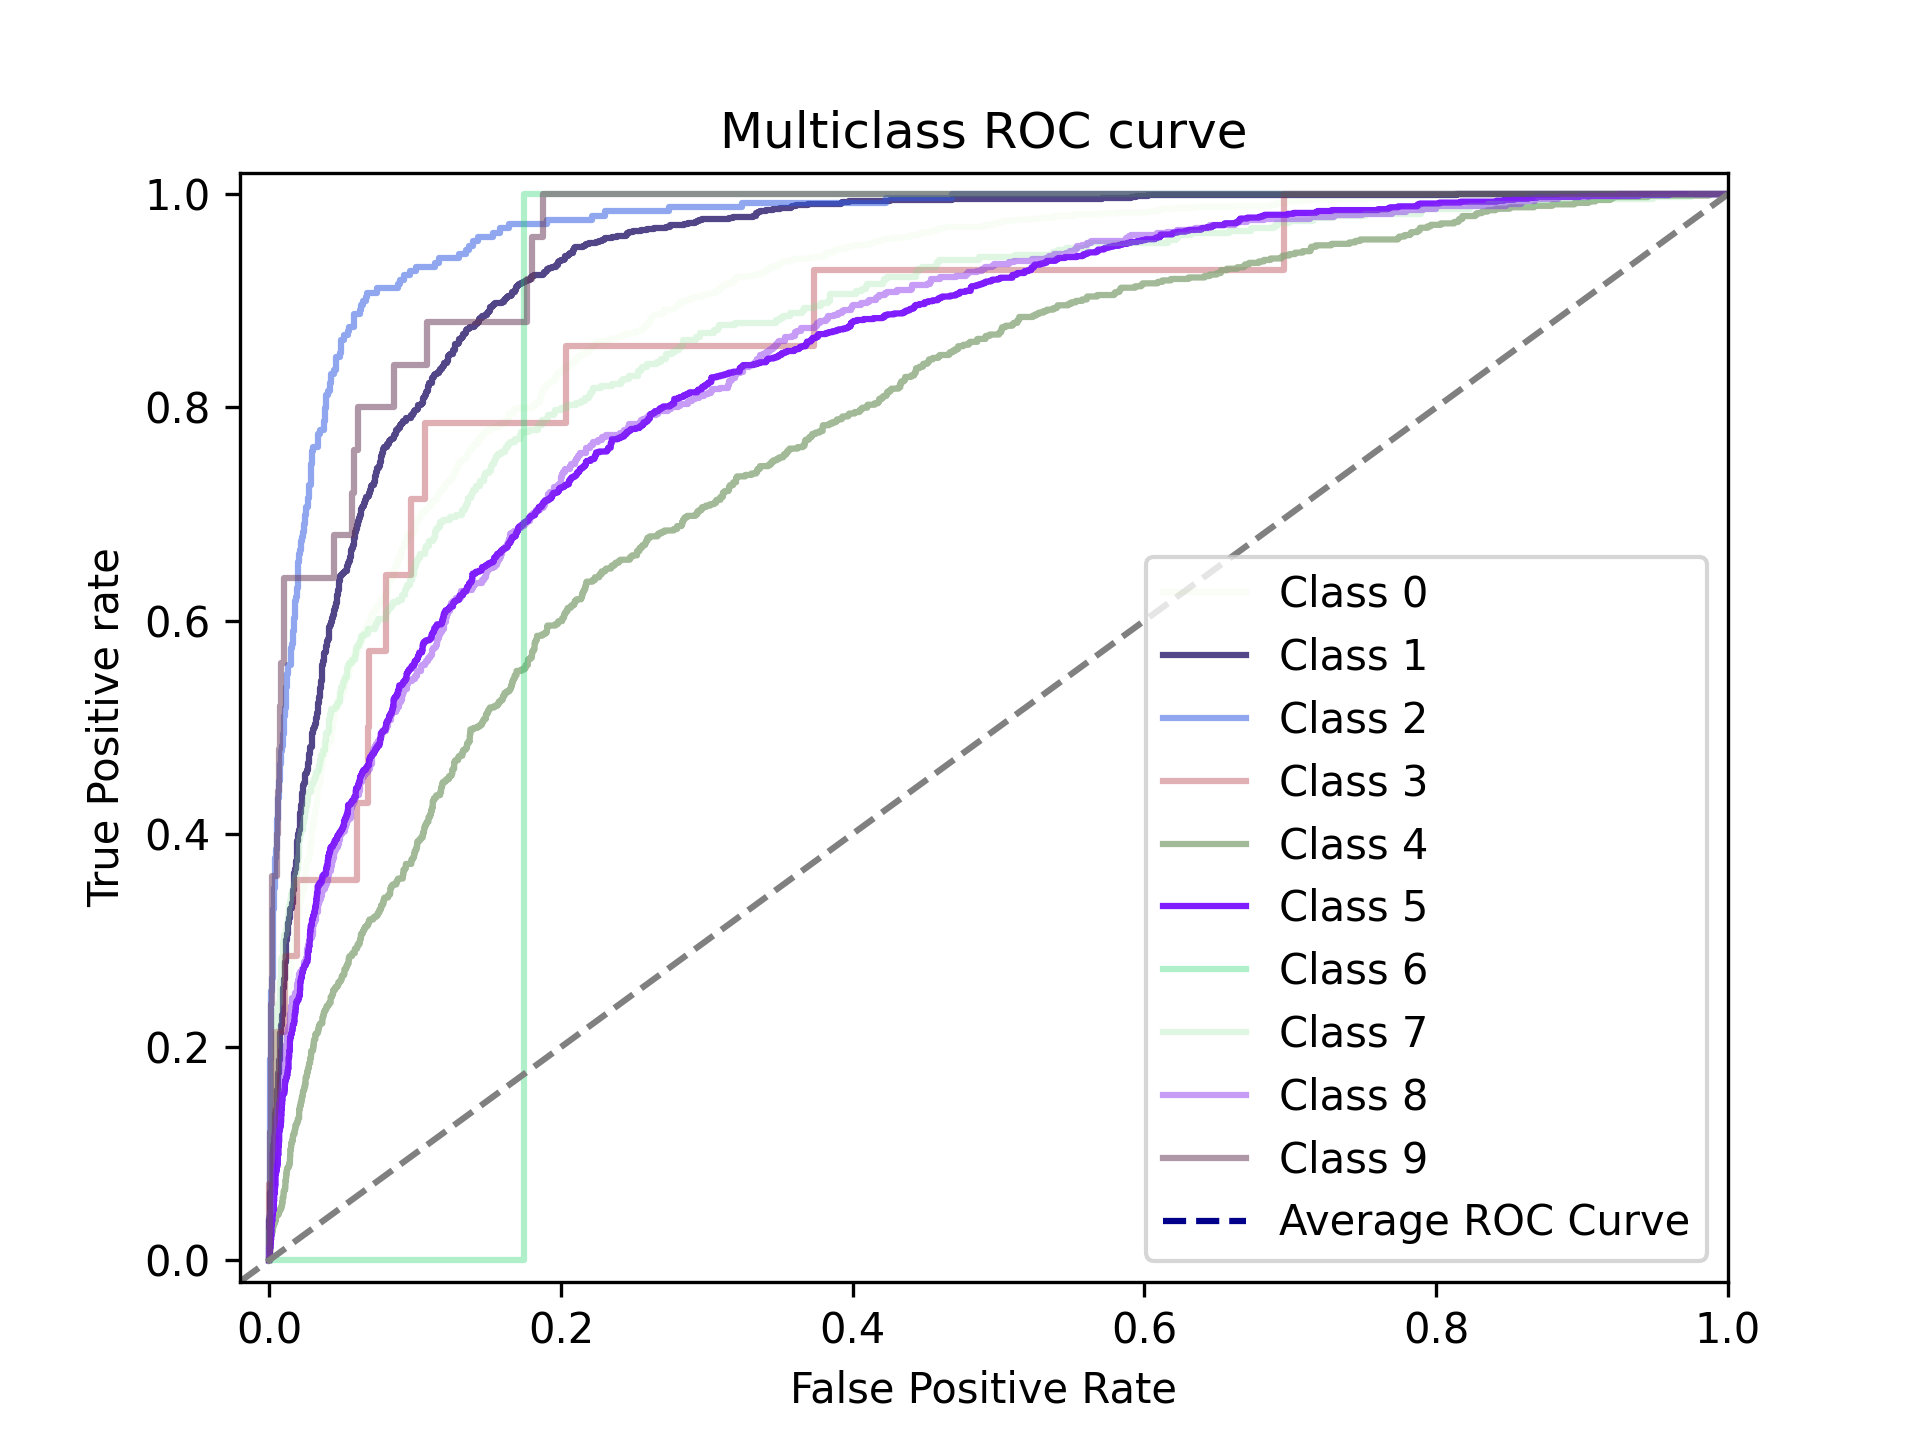 Multiclass ROC curve
True Positive rate
1.0
0.8
0.6
0.4
0.2
0.0
0.0 0.2 0.4 0.6 0.8 1.0
False Positive Rate
Class 0
Class 1
Class 2
Class 3
Class 4
Class 5
Class 6
Class 7
Class 8
Class 9
Average ROC Curve